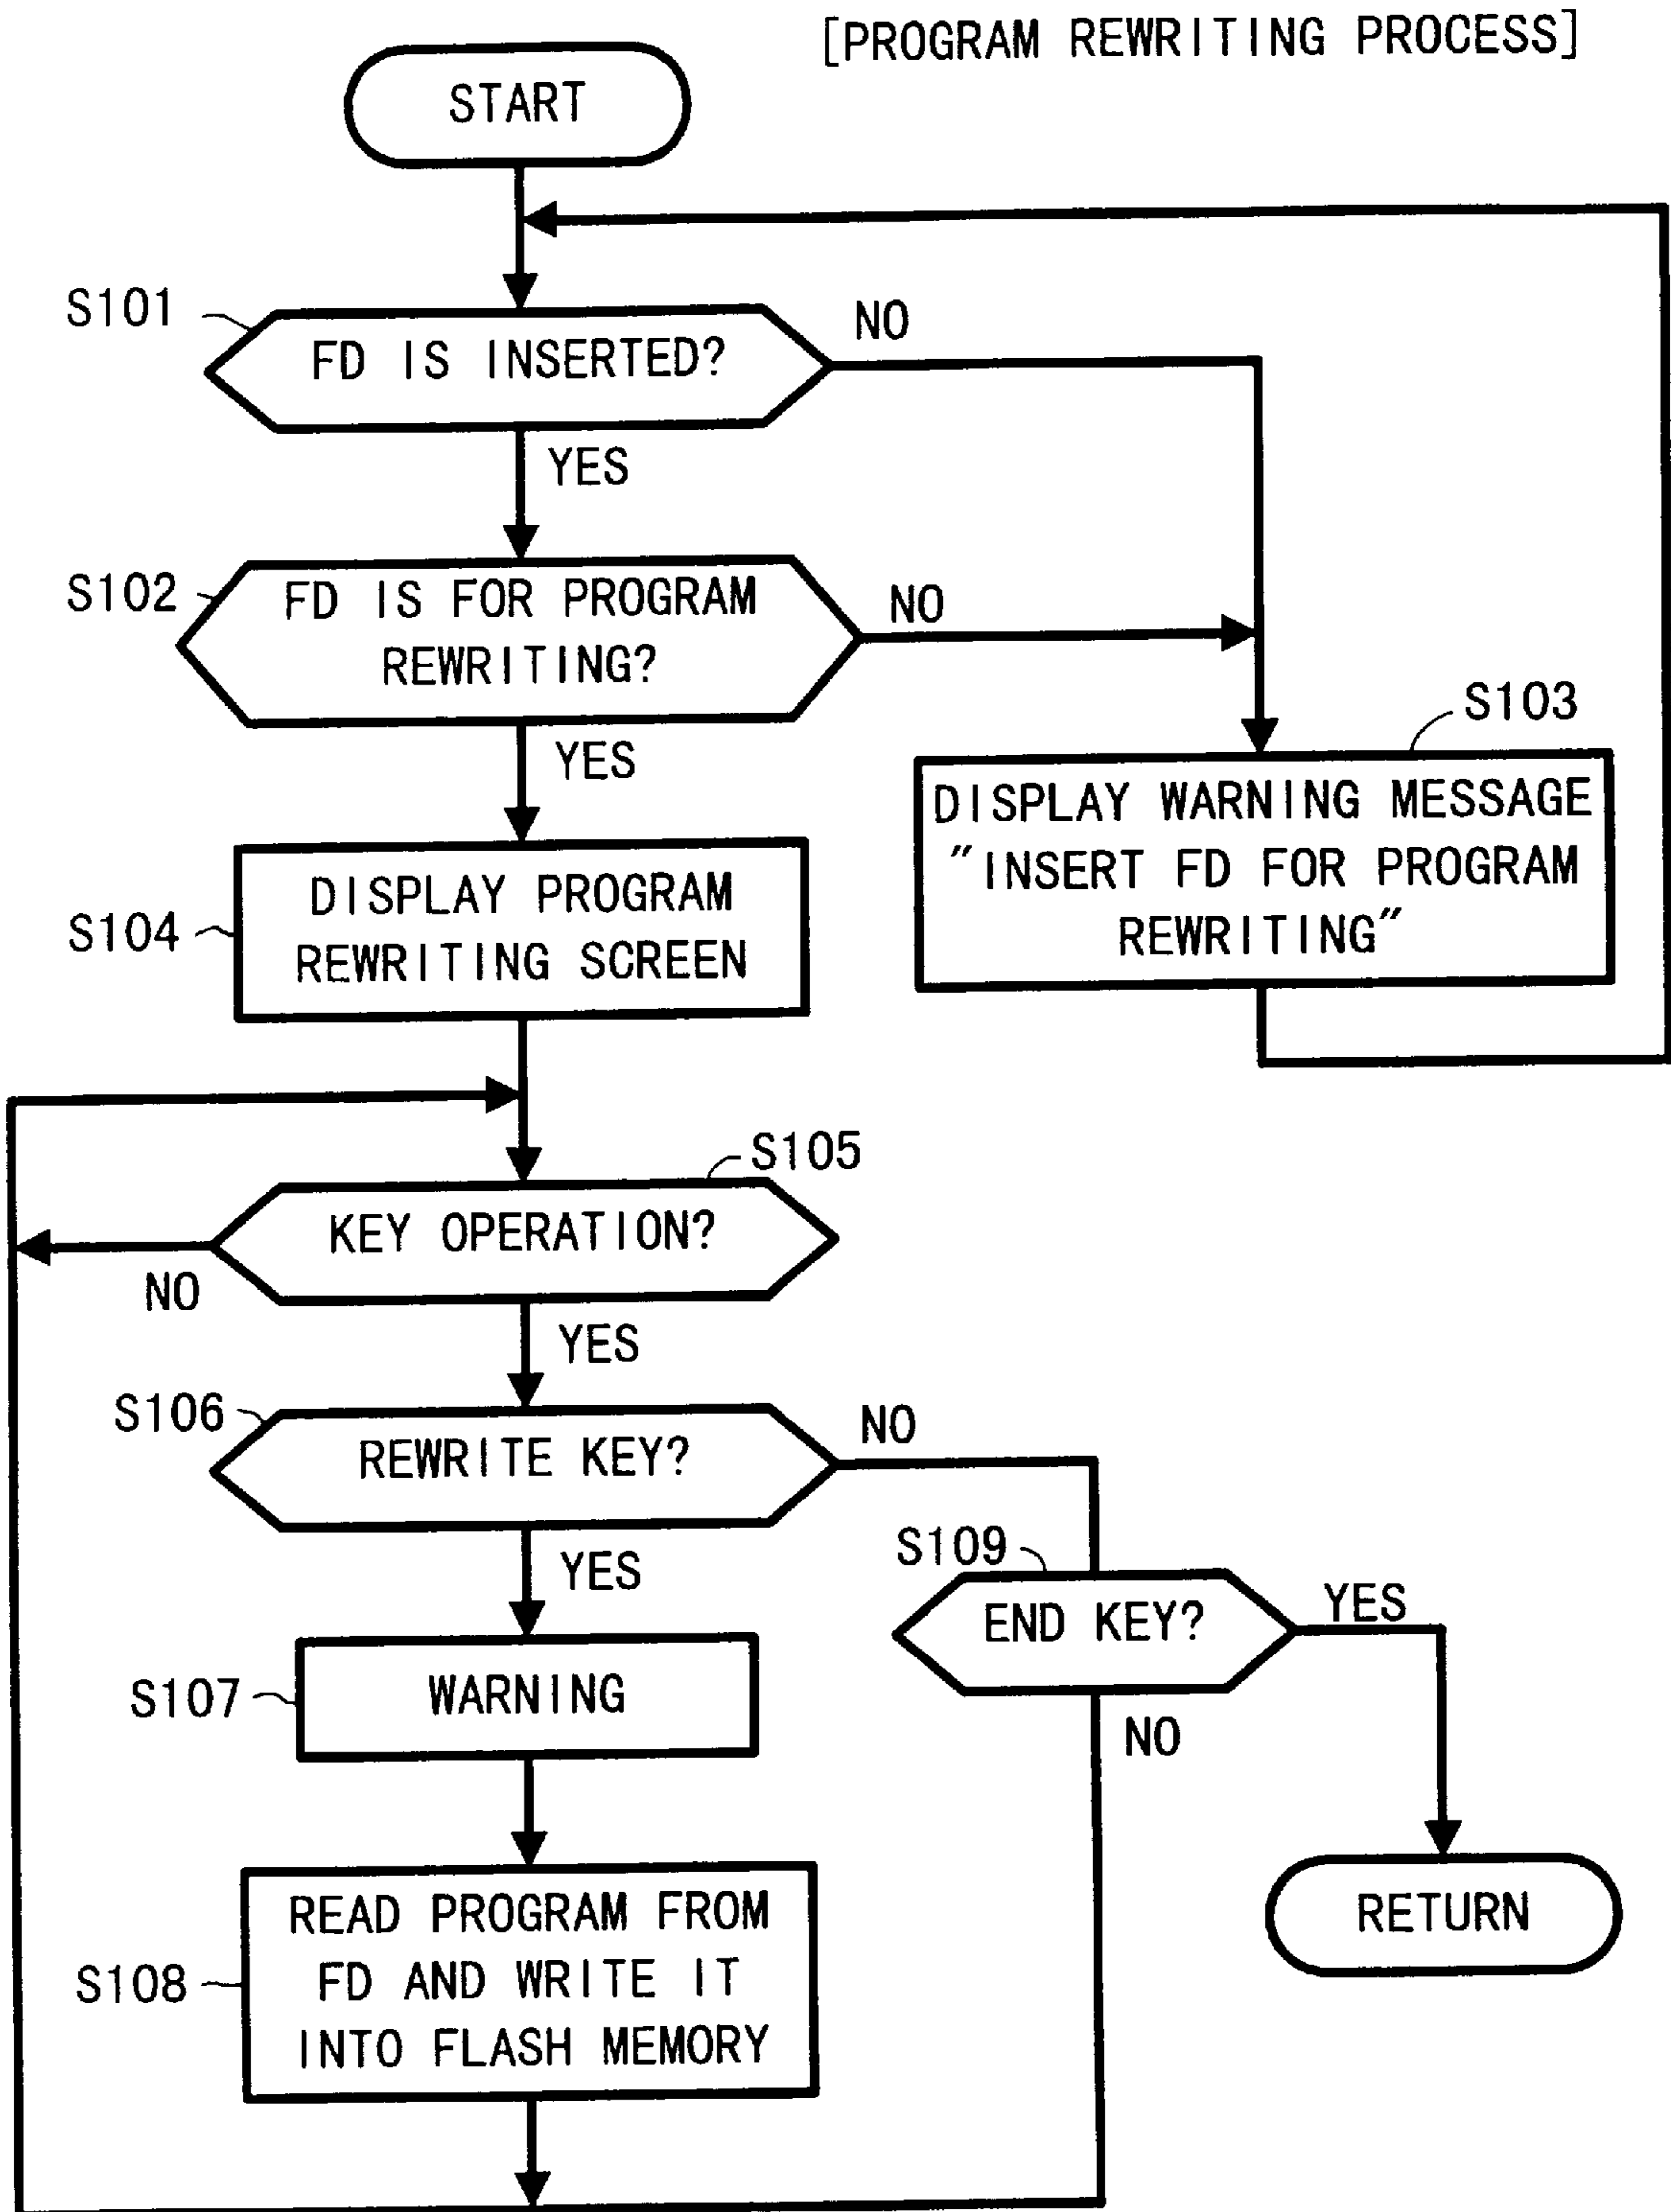 [PROGRAM REWRITING PROCESS]
START
S101
FD IS INSERTED?
NO
YES
S102
FD IS FOR PROGRAM
REWRITING?
NO
YES
S103
DISPLAY WARNING MESSAGE
"INSERT FD FOR PROGRAM
REWRITING"
S104
DISPLAY PROGRAM
REWRITING SCREEN
S105
KEY OPERATION?
NO
YES
S106
REWRITE KEY?
NO
YES
S109
END KEY?
YES
NO
S107
WARNING
RETURN
S108
READ PROGRAM FROM
FD AND WRITE IT
INTO FLASH MEMORY